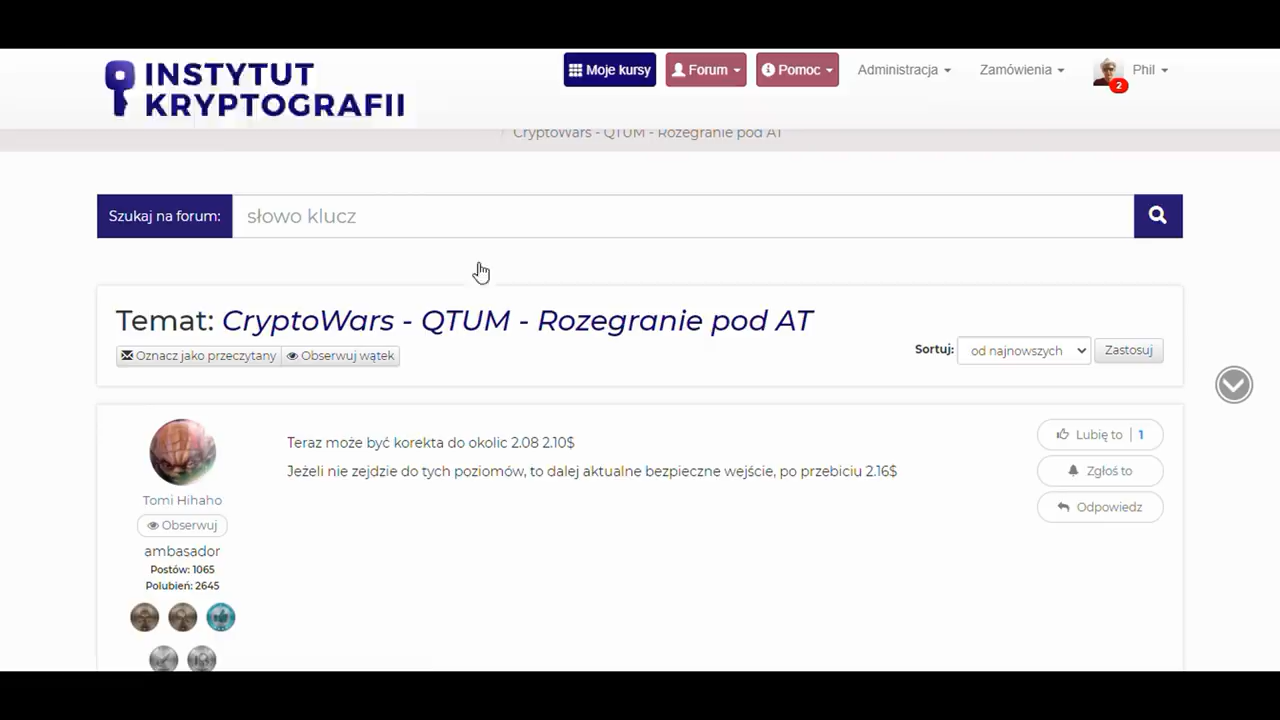 INSTYTUT
KRYPTOGRAFII
Moje kursy
Forum
Pomoc
Administracja
Zamówienia
2
Phil
CryptoWars - QTUM - Rozegranie pod AT
Szukaj na forum:
słowo klucz
Temat: CryptoWars - QTUM - Rozegranie pod AT
Oznacz jako przeczytany
Obserwuj wątek
Sortuj:
od najnowszych
Zastosuj
Teraz może być korekta do okolic 2.08 2.10$
Jeżeli nie zejdzie do tych poziomów, to dalej aktualne bezpieczne wejście, po przebiciu 2.16$
Lubię to | 1
Zgłoś to
Odpowiedz
Tomi Hihaho
Obserwuj
ambasador
Postów: 1065
Polubień: 2645